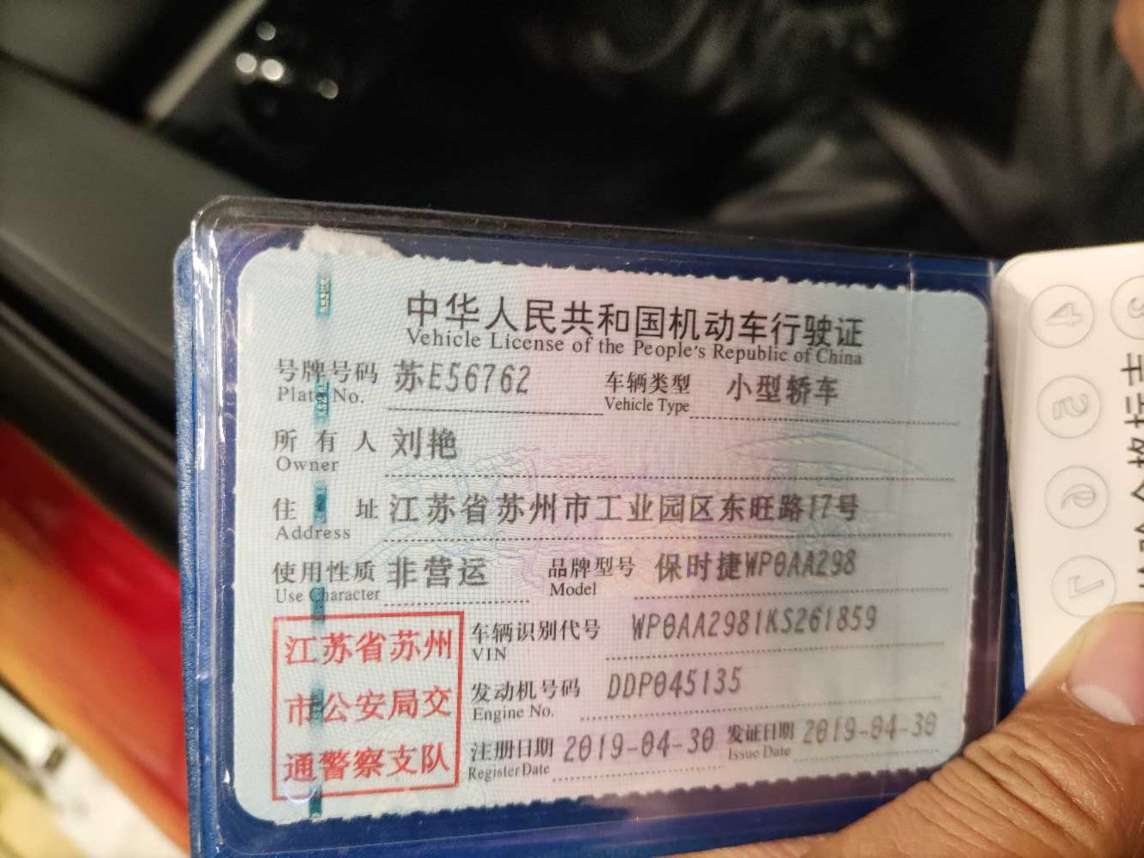 中华人民共和国机动车行驶证
Vehicle License of the People's Republic of China
号牌号码 苏E56762 车辆类型 小型轿车
Plate No. Vehicle Type
所有人 刘艳
Owner
住址 江苏省苏州市工业园区东旺路17号
Address
使用性质 非营运 品牌型号 保时捷WP0AA298
Use Character Model
江苏省苏州
市公安局交
通警察支队
车辆识别代号 WP0AA2981KS261859
VIN
发动机号码 DDP045135
Engine No.
注册日期 2019-04-30 发证日期 2019-04-30
Register Date Issue Date